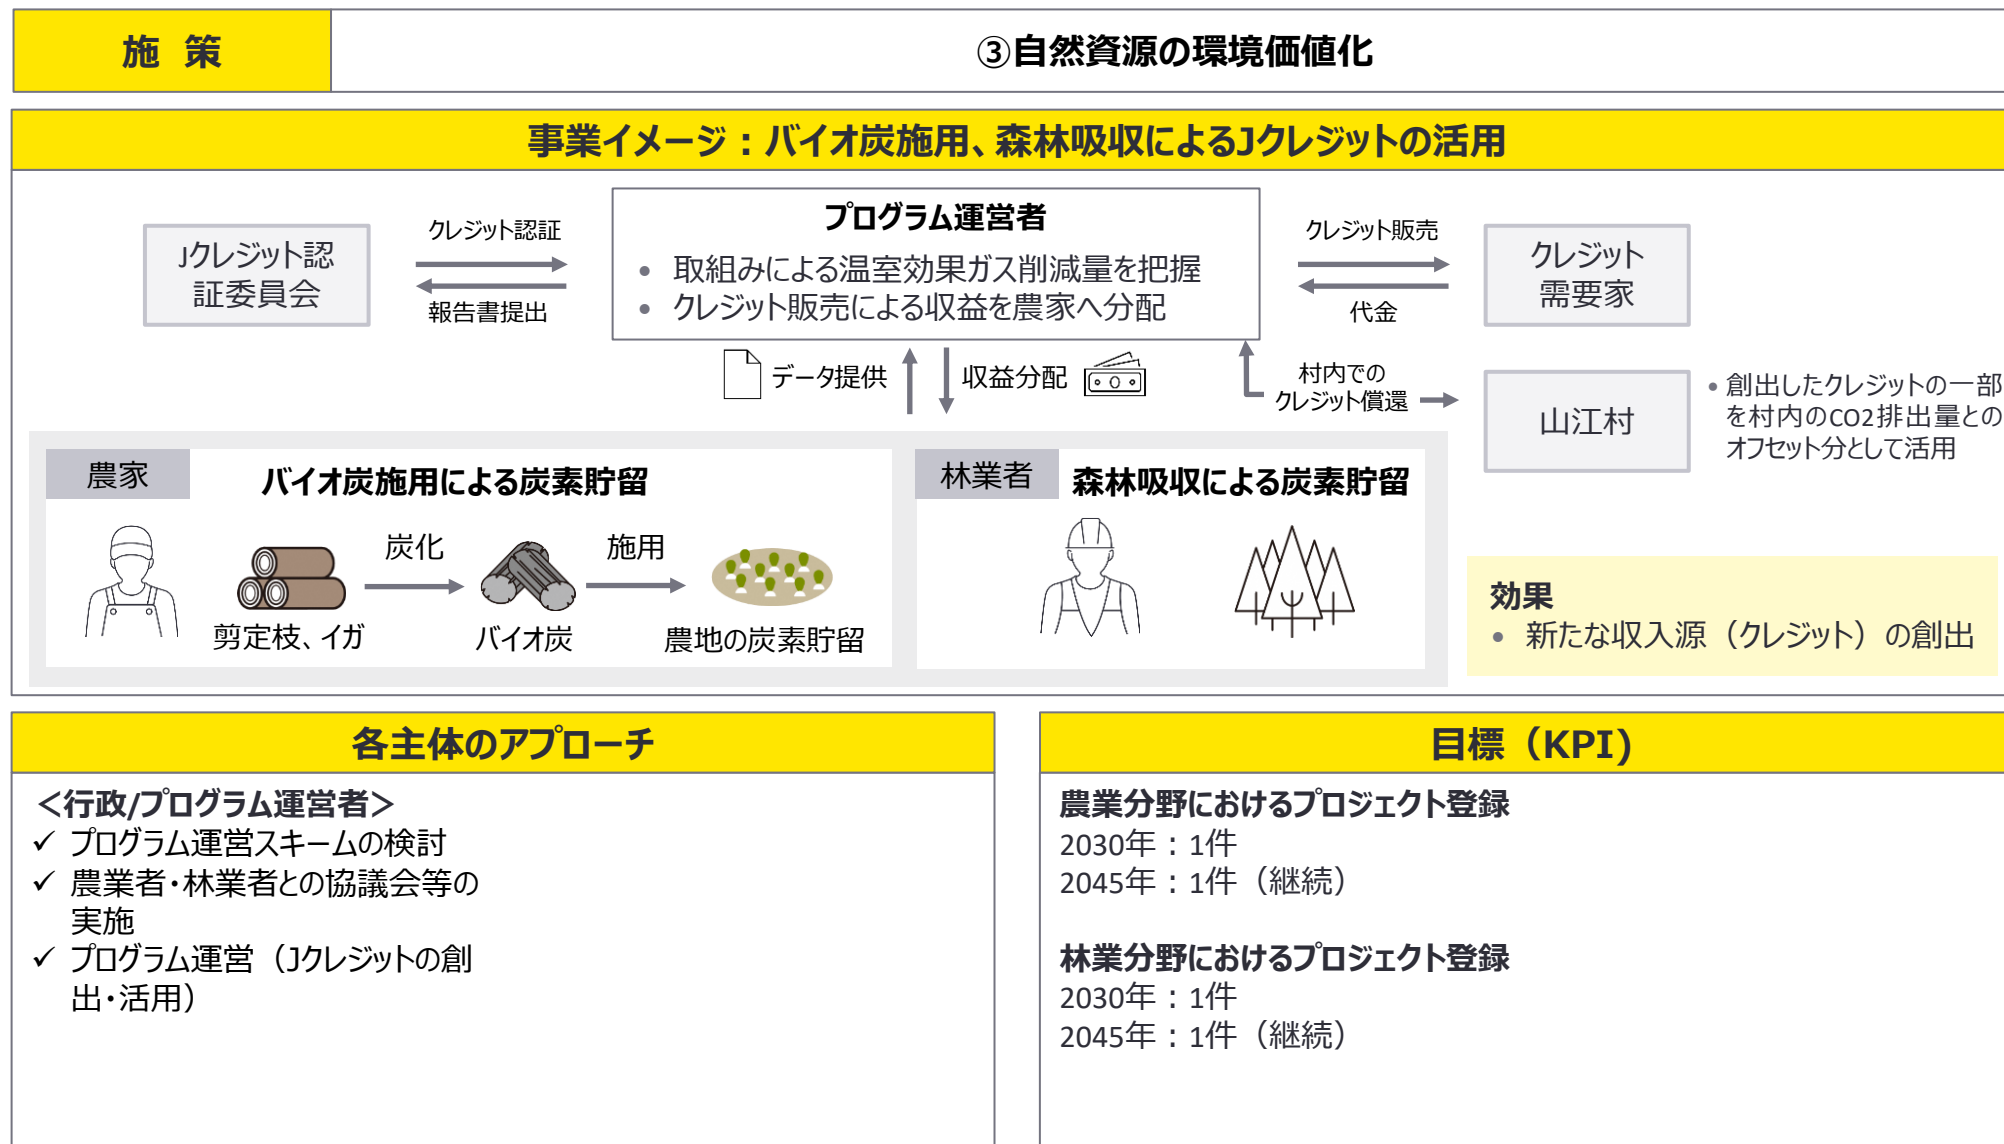 施 策
③自然資源の環境価値化
事業イメージ：バイオ炭施用、森林吸収によるJクレジットの活用
Jクレジット認
証委員会
クレジット認証
報告書提出
プログラム運営者
• 取組みによる温室効果ガス削減量を把握
• クレジット販売による収益を農家へ分配
クレジット販売
代金
クレジット
需要家
データ提供
収益分配
村内での
クレジット償還
山江村
• 創出したクレジットの一部
を村内のCO2排出量との
オフセット分として活用
農家
バイオ炭施用による炭素貯留
炭化
施用
剪定枝、イガ
バイオ炭
農地の炭素貯留
林業者
森林吸収による炭素貯留
効果
• 新たな収入源（クレジット）の創出
各主体のアプローチ
＜行政/プログラム運営者＞
✓ プログラム運営スキームの検討
✓ 農業者・林業者との協議会等の
実施
✓ プログラム運営（Jクレジットの創
出・活用）
目標（KPI)
農業分野におけるプロジェクト登録
2030年：1件
2045年：1件（継続）
林業分野におけるプロジェクト登録
2030年：1件
2045年：1件（継続）